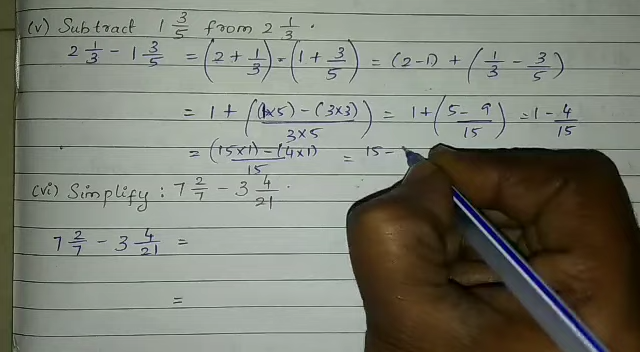 (v) Subtract 1 3/5 from 2 1/3.
2 1/3 - 1 3/5 = (2 + 1/3) - (1 + 3/5) = (2-1) + (1/3 - 3/5)
= 1 + ((1×5) - (3×3) / 3×5) = 1 + (5-9 / 15) = 1 - 4/15
= (15×1) - (4×1) / 15 = 15 -
(vi) Simplify : 7 2/7 - 3 4/21.
7 2/7 - 3 4/21 =
=